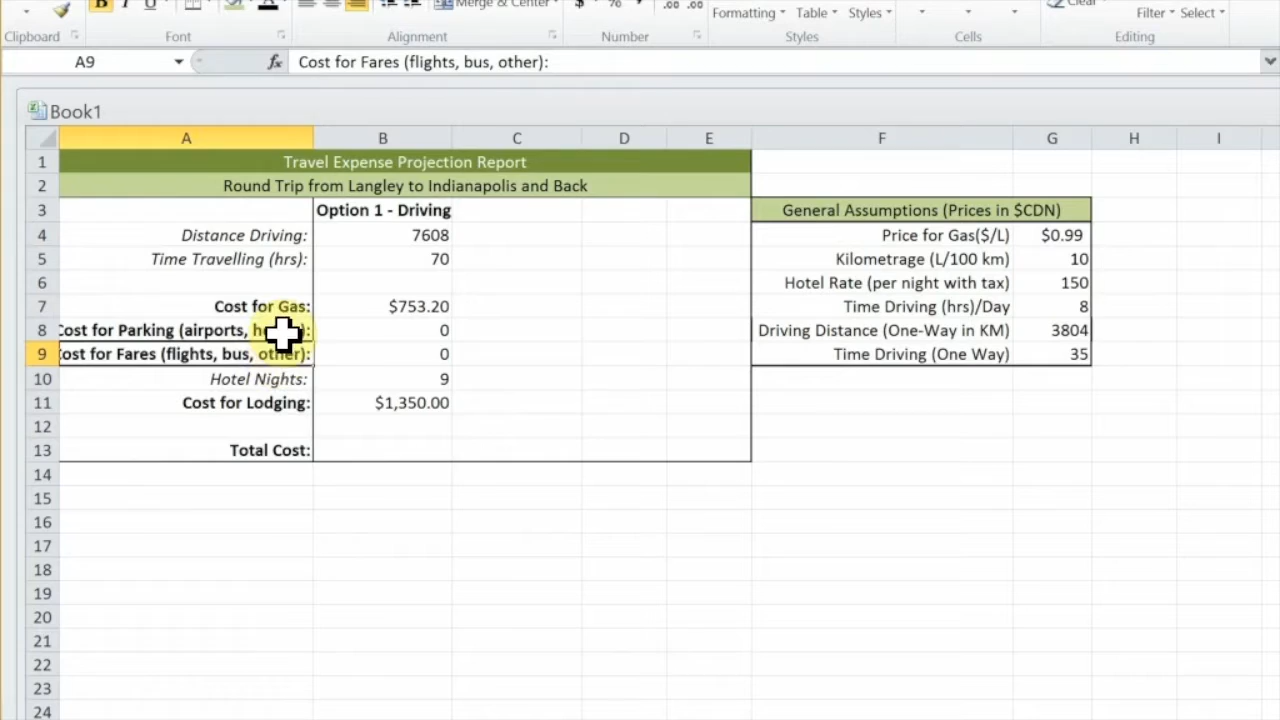 Merge & Center
$ %
Clear
Formatting Table Styles
Filter Select
Clipboard Font Alignment Number Styles Cells Editing
A9 fx Cost for Fares (flights, bus, other):
Book1
A B C D E F G H I
1 Travel Expense Projection Report
2 Round Trip from Langley to Indianapolis and Back
3 Option 1 - Driving General Assumptions (Prices in $CDN)
4 Distance Driving: 7608 Price for Gas($/L) $0.99
5 Time Travelling (hrs): 70 Kilometrage (L/100 km) 10
6 Hotel Rate (per night with tax) 150
7 Cost for Gas: $753.20 Time Driving (hrs)/Day 8
8 Cost for Parking (airports, 0 Driving Distance (One-Way in KM) 3804
9 Cost for Fares (flights, bus, other): 0 Time Driving (One Way) 35
10 Hotel Nights: 9
11 Cost for Lodging: $1,350.00
12
13 Total Cost:
14
15
16
17
18
19
20
21
22
23
24